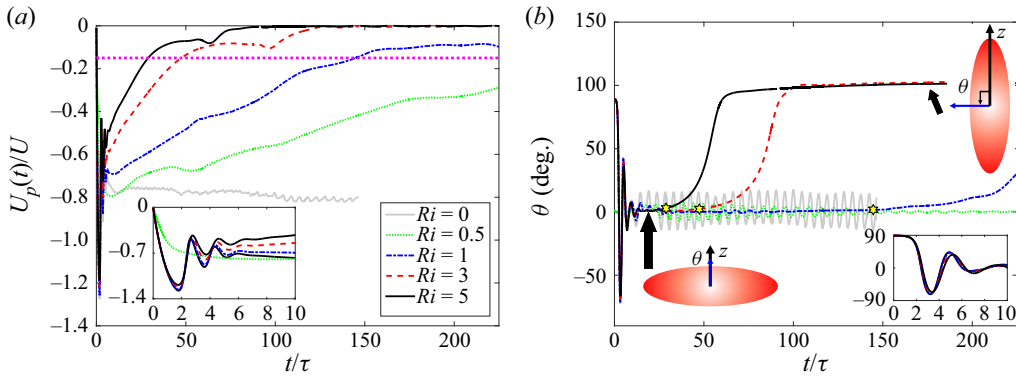 (a)
U_p(t)/U
0
−0.2
−0.4
−0.6
−0.8
−1.0
−1.2
−1.4
0
50
100
150
200
t/τ
0
−0.7
−1.4
0 2 4 6 8 10
Ri = 0
Ri = 0.5
Ri = 1
Ri = 3
Ri = 5
(b)
θ (deg.)
150
100
50
0
−50
0
50
100
150
200
t/τ
z
θ
θ
z
90
0
−90
0 2 4 6 8 10